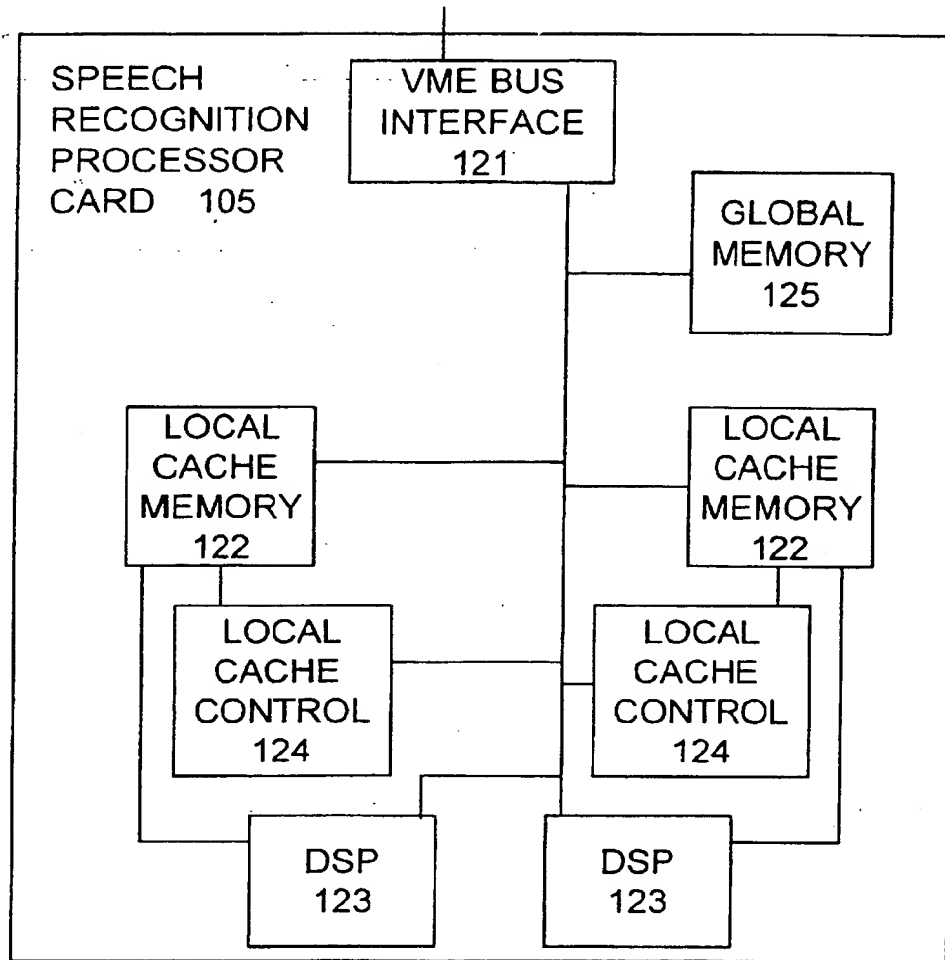 SPEECH
RECOGNITION
PROCESSOR
CARD 105
VME BUS
INTERFACE
121
GLOBAL
MEMORY
125
LOCAL
CACHE
MEMORY
122
LOCAL
CACHE
MEMORY
122
LOCAL
CACHE
CONTROL
124
LOCAL
CACHE
CONTROL
124
DSP
123
DSP
123